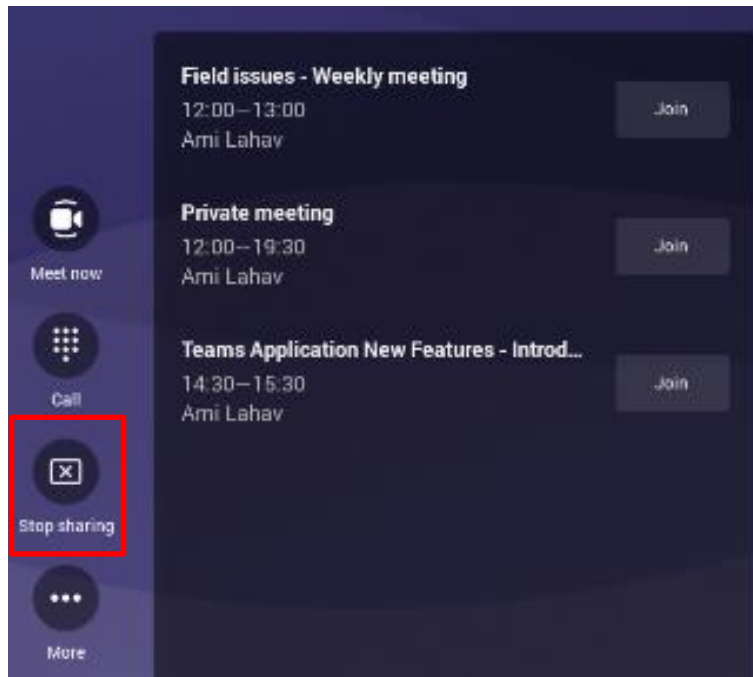 Field issues - Weekly meeting
12:00—13:00
Ami Lahav
Join
Private meeting
12:00—19:30
Ami Lahav
Join
Teams Application New Features - Introd...
14:30—15:30
Ami Lahav
Join
Meet now
Call
Stop sharing
More